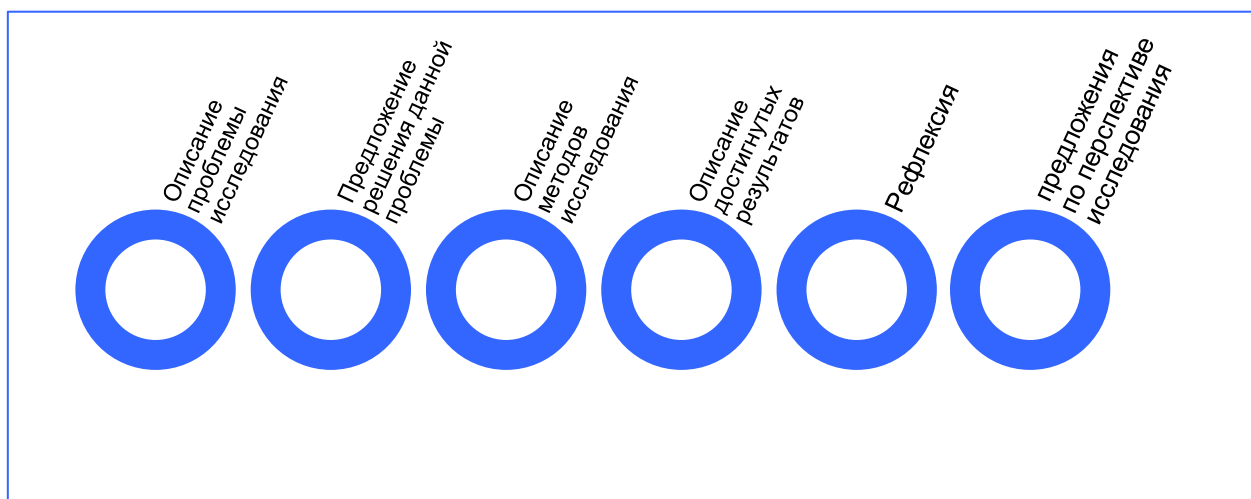 Описание
проблемы
исследования
Предложение
решения данной
проблемы
Описание
методов
исследования
Описание
достигнутых
результатов
Рефлексия
предложения
по перспективе
исследования